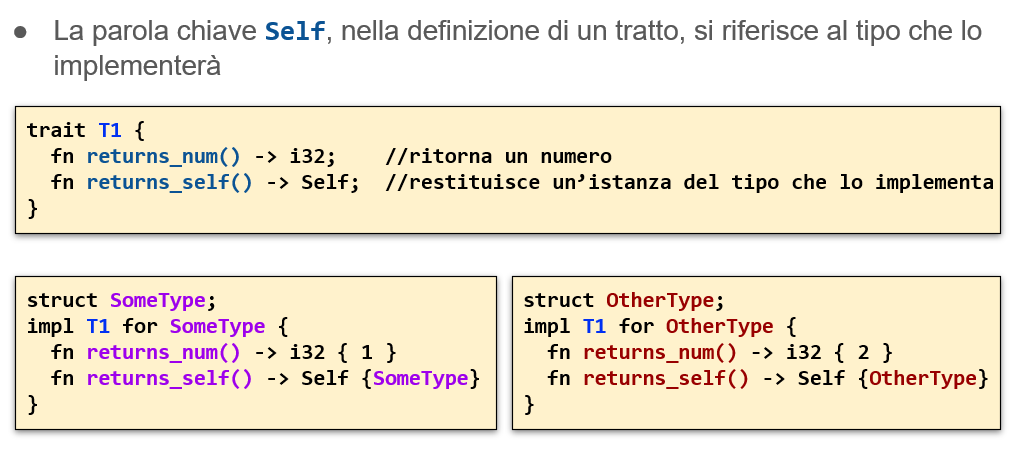 ● La parola chiave Self, nella definizione di un tratto, si riferisce al tipo che lo
implementerà
trait T1 {
  fn returns_num() -> i32;    //ritorna un numero
  fn returns_self() -> Self;  //restituisce un’istanza del tipo che lo implementa
}
struct SomeType;
impl T1 for SomeType {
  fn returns_num() -> i32 { 1 }
  fn returns_self() -> Self {SomeType}
}
struct OtherType;
impl T1 for OtherType {
  fn returns_num() -> i32 { 2 }
  fn returns_self() -> Self {OtherType}
}